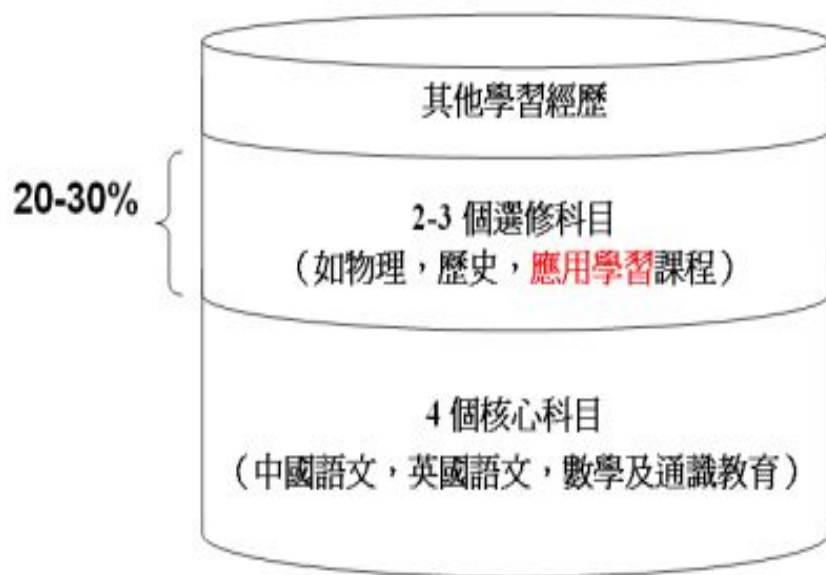 其他學習經歷
20-30%
2-3 個選修科目
（如物理，歷史，應用學習課程）
4 個核心科目
（中國語文，英國語文，數學及通識教育）